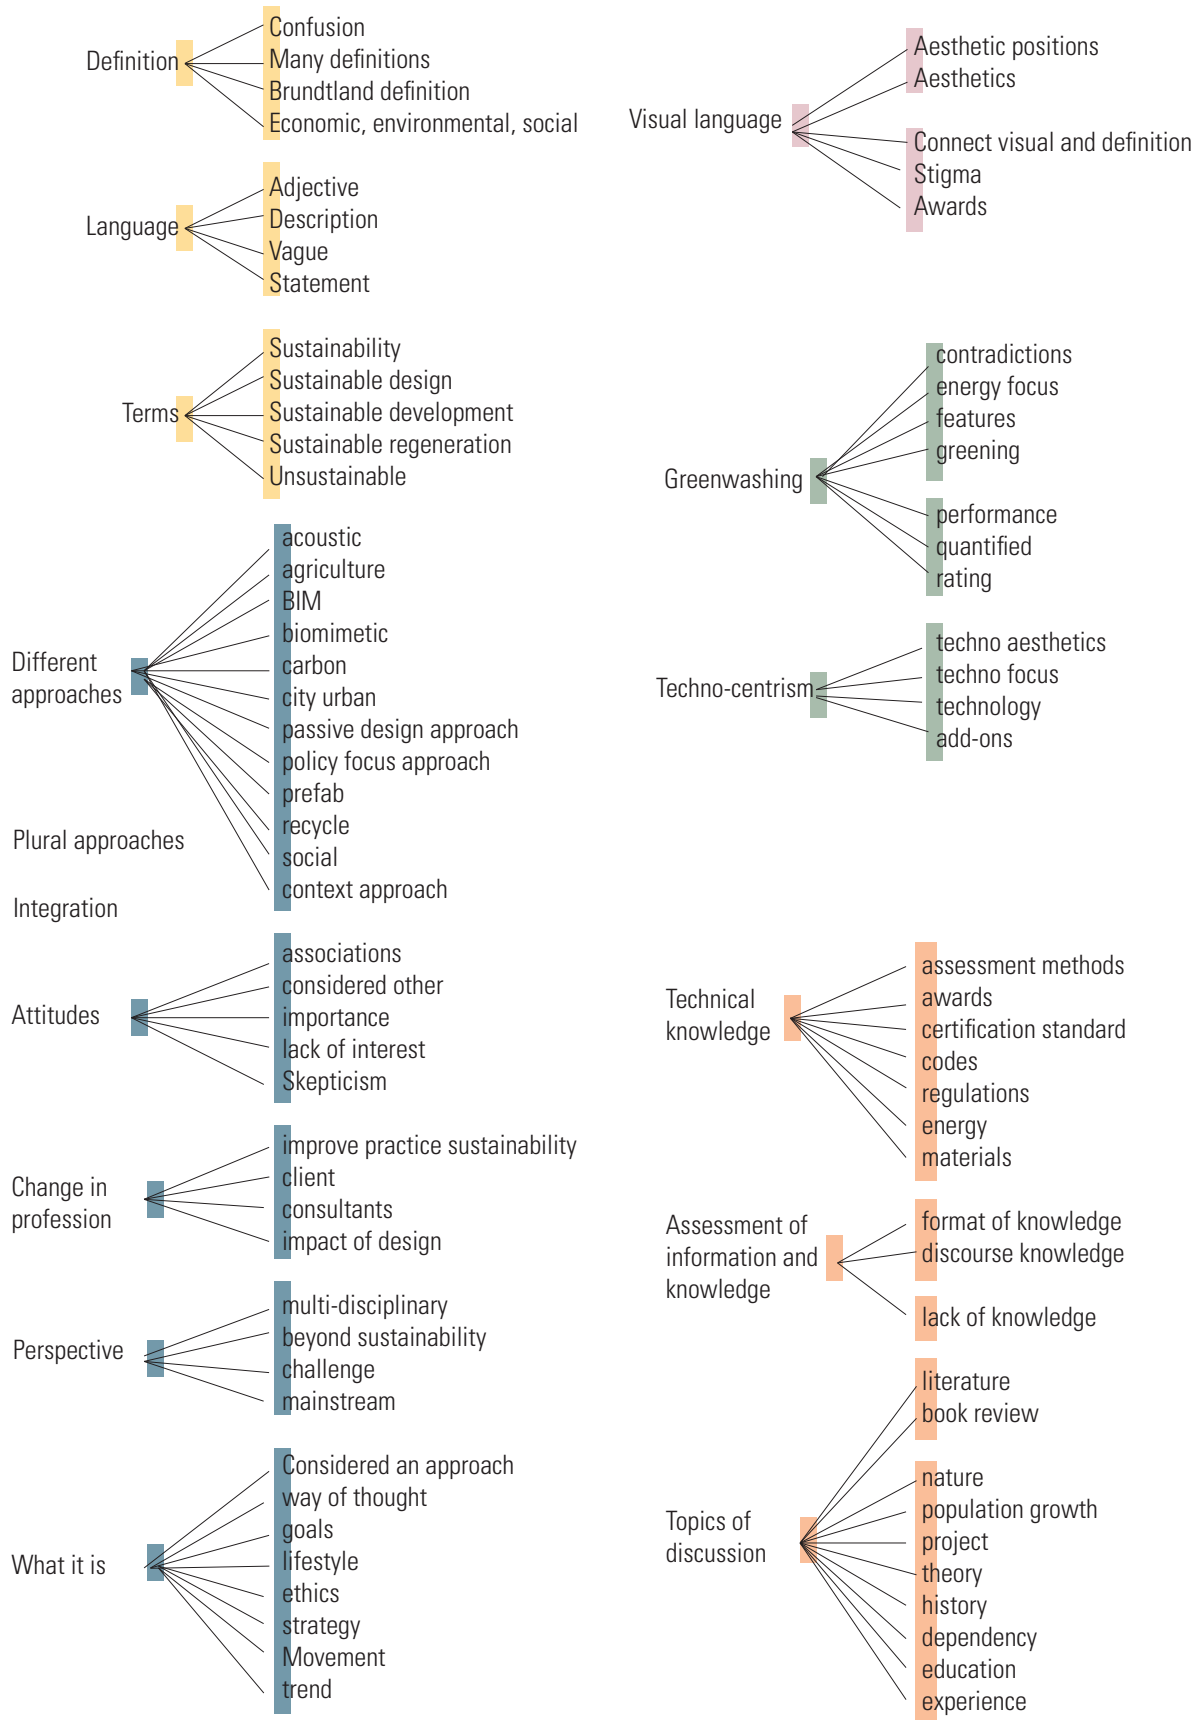 Definition
Confusion
Many definitions
Brundtland definition
Economic, environmental, social
Language
Adjective
Description
Vague
Statement
Terms
Sustainability
Sustainable design
Sustainable development
Sustainable regeneration
Unsustainable
Different
approaches
acoustic
agriculture
BIM
biomimetic
carbon
city urban
passive design approach
policy focus approach
prefab
recycle
social
context approach
Plural approaches
Integration
Attitudes
associations
considered other
importance
lack of interest
Skepticism
Change in
profession
improve practice sustainability
client
consultants
impact of design
Perspective
multi-disciplinary
beyond sustainability
challenge
mainstream
What it is
Considered an approach
way of thought
goals
lifestyle
ethics
strategy
Movement
trend
Visual language
Aesthetic positions
Aesthetics
Connect visual and definition
Stigma
Awards
Greenwashing
contradictions
energy focus
features
greening
performance
quantified
rating
Techno-centrism
techno aesthetics
techno focus
technology
add-ons
Technical
knowledge
assessment methods
awards
certification standard
codes
regulations
energy
materials
Assessment of
information and
knowledge
format of knowledge
discourse knowledge
lack of knowledge
Topics of
discussion
literature
book review
nature
population growth
project
theory
history
dependency
education
experience